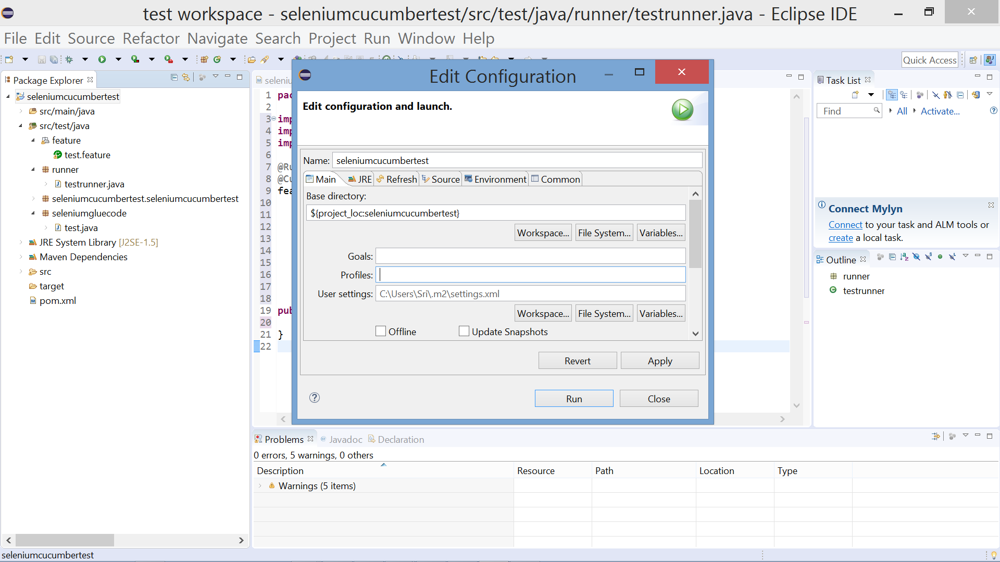 test workspace - seleniumcucumbertest/src/test/java/runner/testrunner.java - Eclipse IDE
File Edit Source Refactor Navigate Search Project Run Window Help
Quick Access
Package Explorer
seleniumcucumbertest
src/main/java
src/test/java
feature
test.feature
runner
testrunner.java
seleniumcucumbertest.seleniumcucumbertest
seleniumgluecode
test.java
JRE System Library [J2SE-1.5]
Maven Dependencies
src
target
pom.xml
seleniu
1 pac
2
3 imp
4 imp
5 imp
6
7 @Ru
8 @Cu
9 fea
10
11
12
13
14
15
16
17
18
19 pub
20
21 }
22
Edit Configuration
Edit configuration and launch.
Name: seleniumcucumbertest
Main JRE Refresh Source Environment Common
Base directory:
${project_loc:seleniumcucumbertest}
Workspace... File System... Variables...
Goals:
Profiles:
User settings: C:\Users\Sri\.m2\settings.xml
Workspace... File System... Variables...
Offline Update Snapshots
Revert Apply
Run Close
Task List
Find All Activate...
Connect Mylyn
Connect to your task and ALM tools or
create a local task.
Outline
runner
testrunner
Problems Javadoc Declaration
0 errors, 5 warnings, 0 others
Description Resource Path Location Type
Warnings (5 items)
seleniumcucumbertest